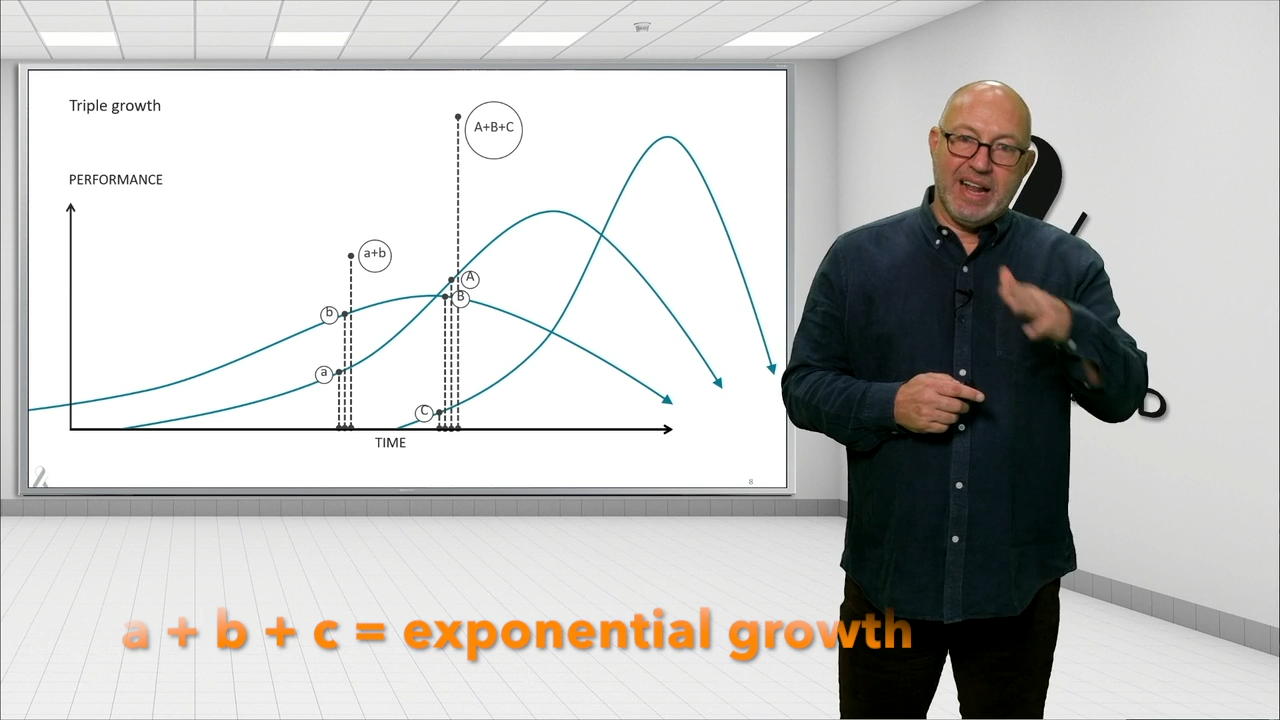 Triple growth
A+B+C
PERFORMANCE
a+b
A
B
b
a
C
TIME
&
8
a + b + c = exponential growth